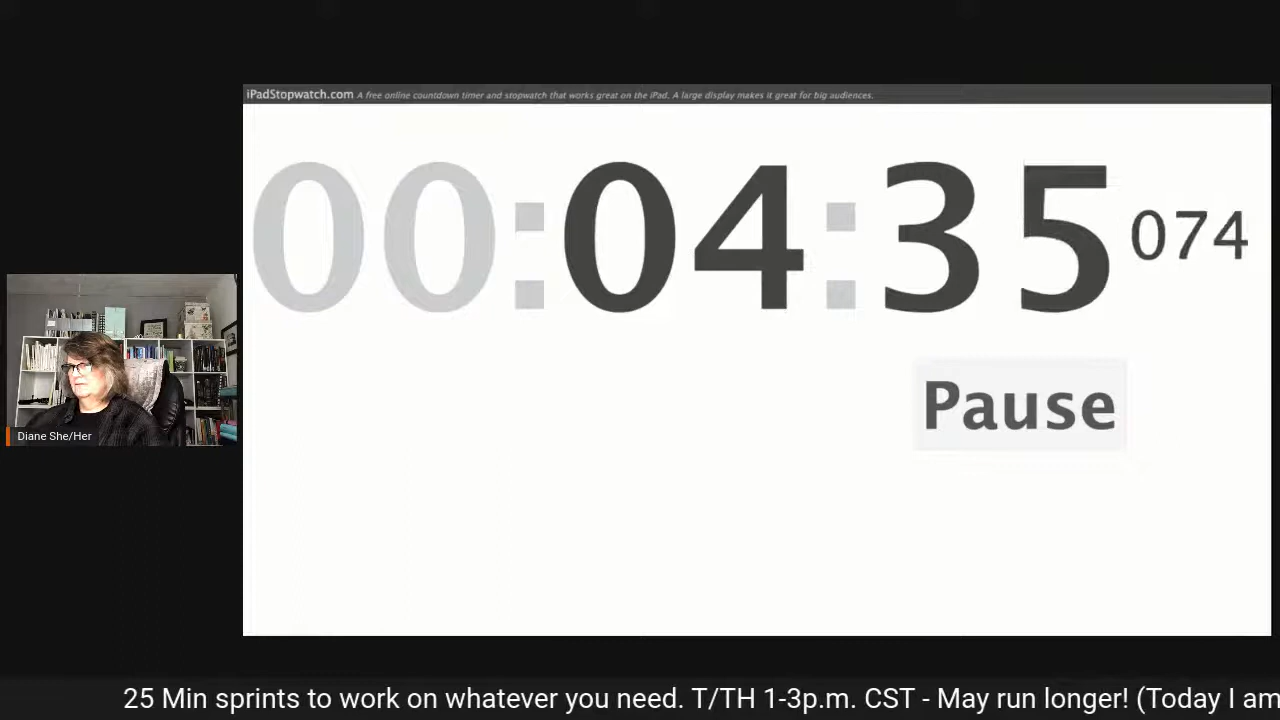 iPadStopwatch.com A free online countdown timer and stopwatch that works great on the iPad. A large display makes it great for big audiences.
00:04:35 074
Pause
Diane She/Her
25 Min sprints to work on whatever you need. T/TH 1-3p.m. CST - May run longer! (Today I am